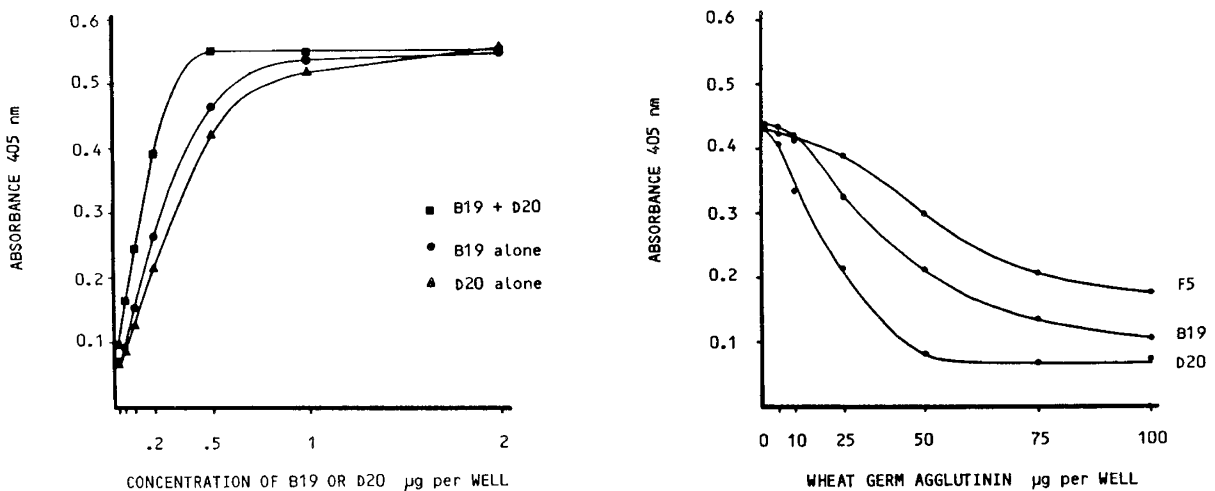 0.6
0.5
0.4
0.3
0.2
0.1
ABSORBANCE 405 nm
B19 + D20
B19 alone
D20 alone
.2 .5 1 2
CONCENTRATION OF B19 OR D20 µg per WELL
0.6
0.5
0.4
0.3
0.2
0.1
ABSORBANCE 405 nm
F5
B19
D20
0 10 25 50 75 100
WHEAT GERM AGGLUTININ µg per WELL